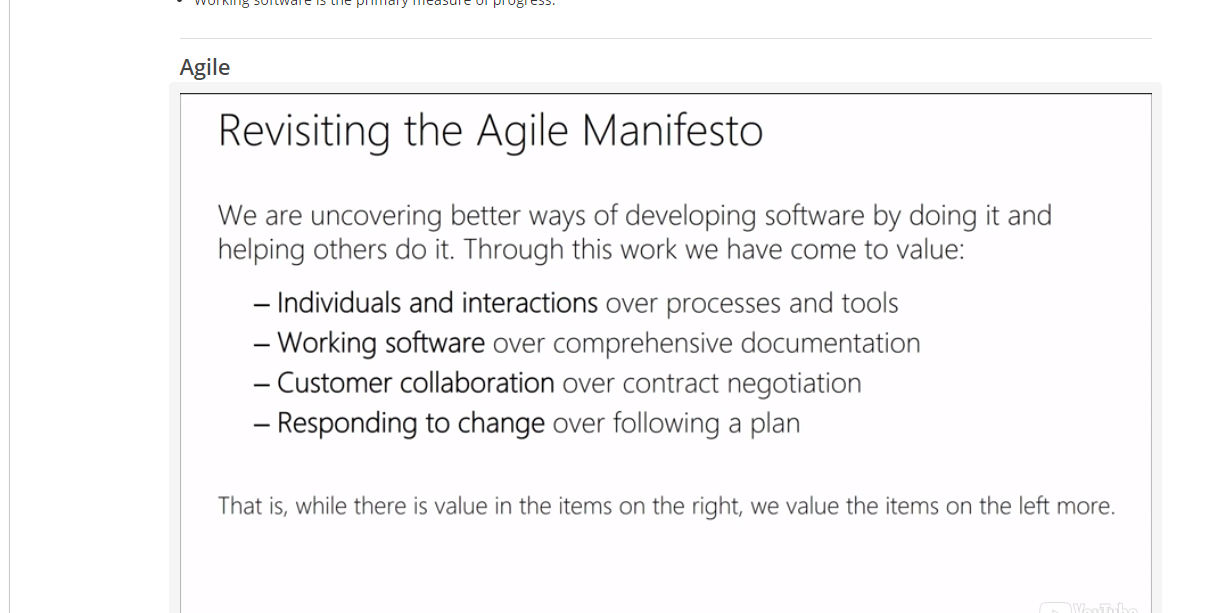 • Working software is the primary measure of progress.
Agile
Revisiting the Agile Manifesto
We are uncovering better ways of developing software by doing it and
helping others do it. Through this work we have come to value:
– Individuals and interactions over processes and tools
– Working software over comprehensive documentation
– Customer collaboration over contract negotiation
– Responding to change over following a plan
That is, while there is value in the items on the right, we value the items on the left more.
YouTube